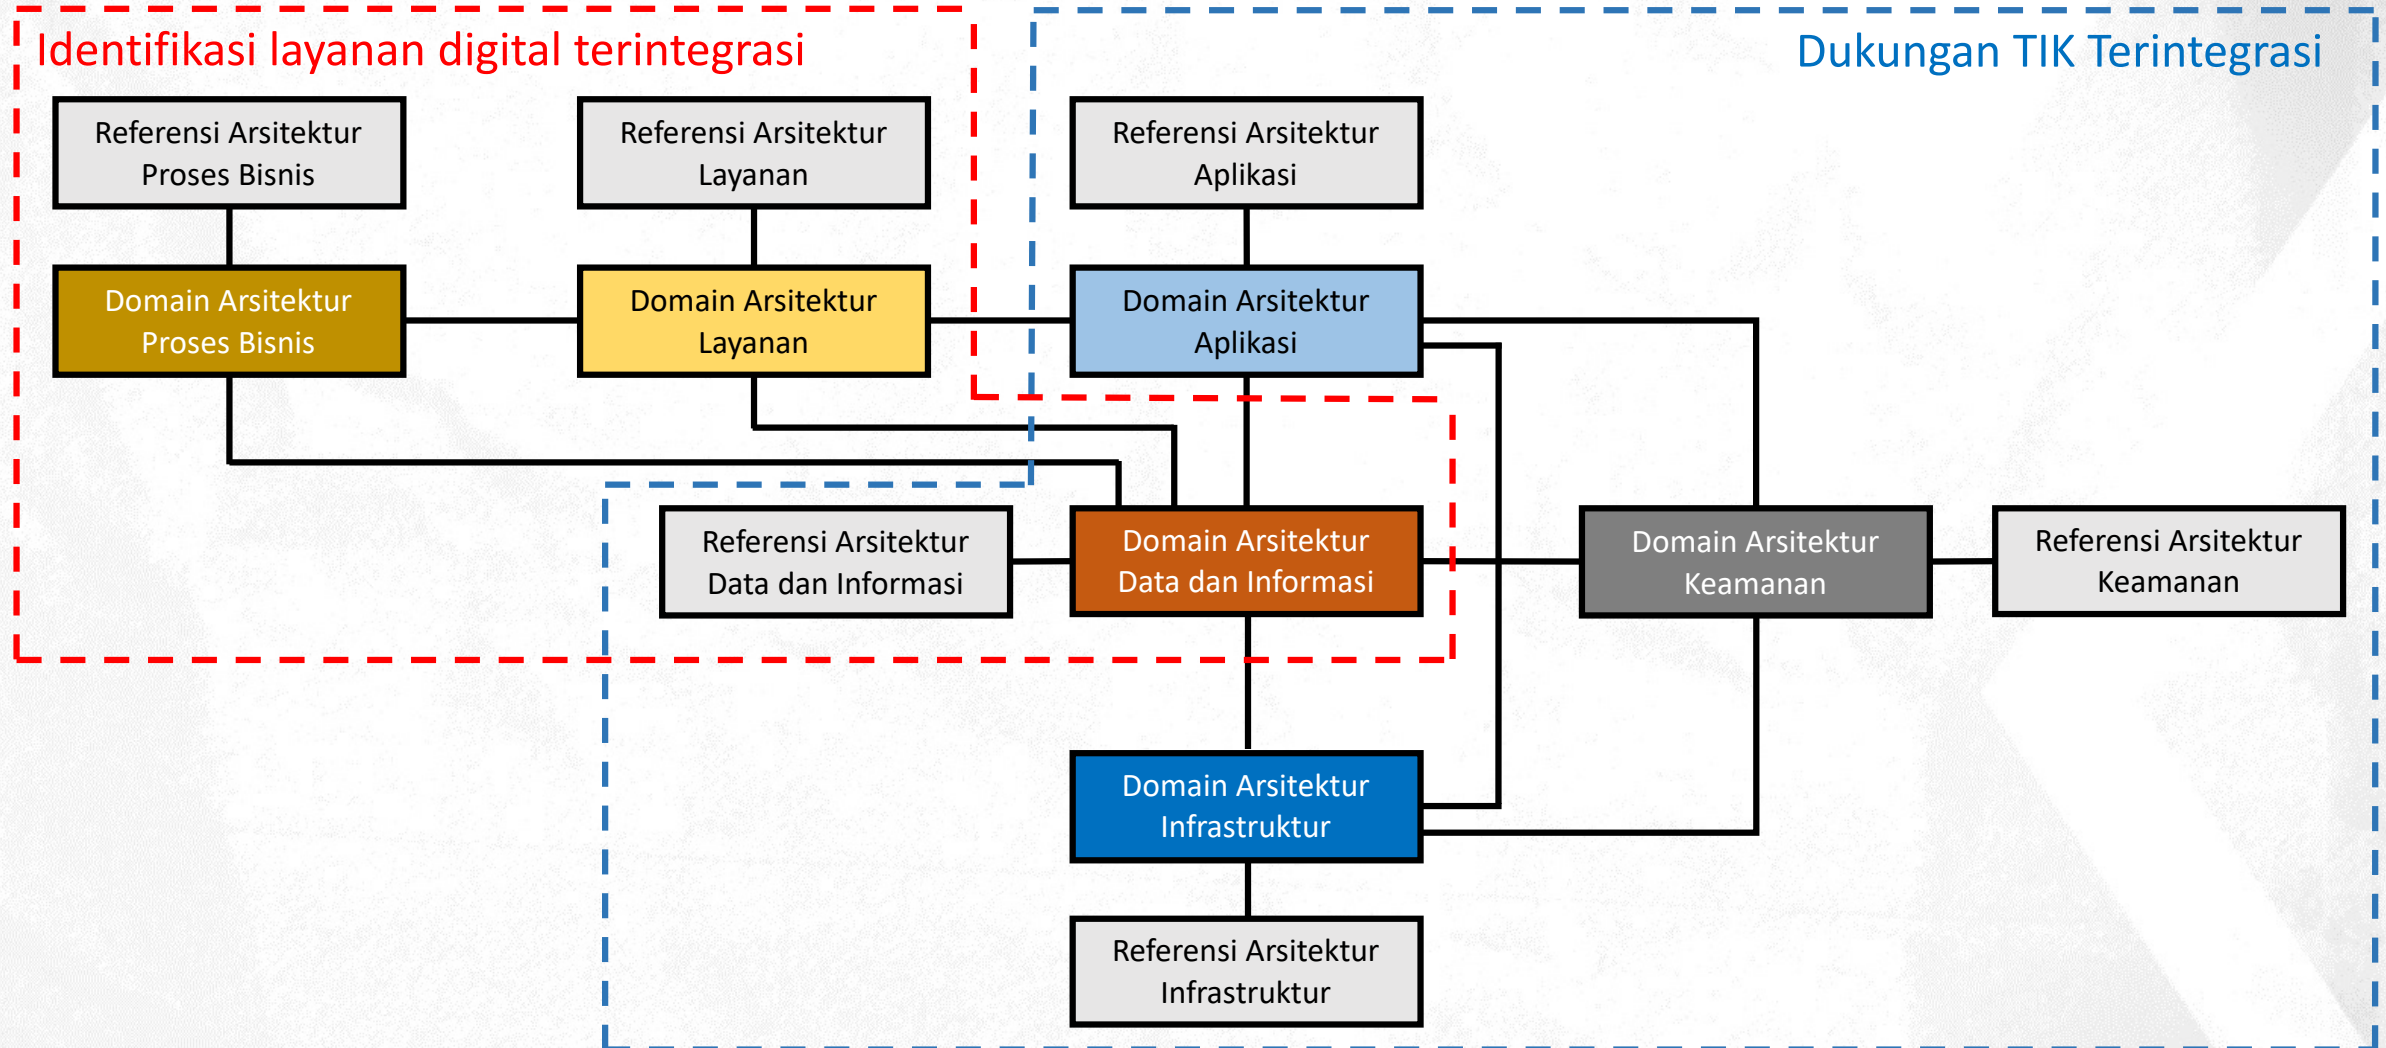 Identifikasi layanan digital terintegrasi
Dukungan TIK Terintegrasi
Referensi Arsitektur
Proses Bisnis
Referensi Arsitektur
Layanan
Referensi Arsitektur
Aplikasi
Domain Arsitektur
Proses Bisnis
Domain Arsitektur
Layanan
Domain Arsitektur
Aplikasi
Referensi Arsitektur
Data dan Informasi
Domain Arsitektur
Data dan Informasi
Domain Arsitektur
Keamanan
Referensi Arsitektur
Keamanan
Domain Arsitektur
Infrastruktur
Referensi Arsitektur
Infrastruktur